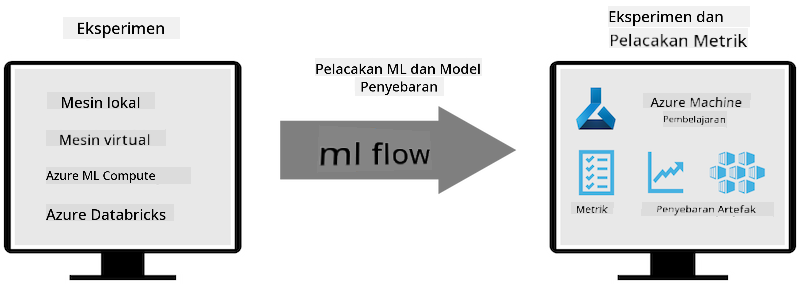 Eksperimen
Mesin lokal
Mesin virtual
Azure ML Compute
Azure Databricks
Pelacakan ML dan Model
Penyebaran
ml flow
Eksperimen dan
Pelacakan Metrik
Azure Machine
Pembelajaran
Metrik
Penyebaran Artefak